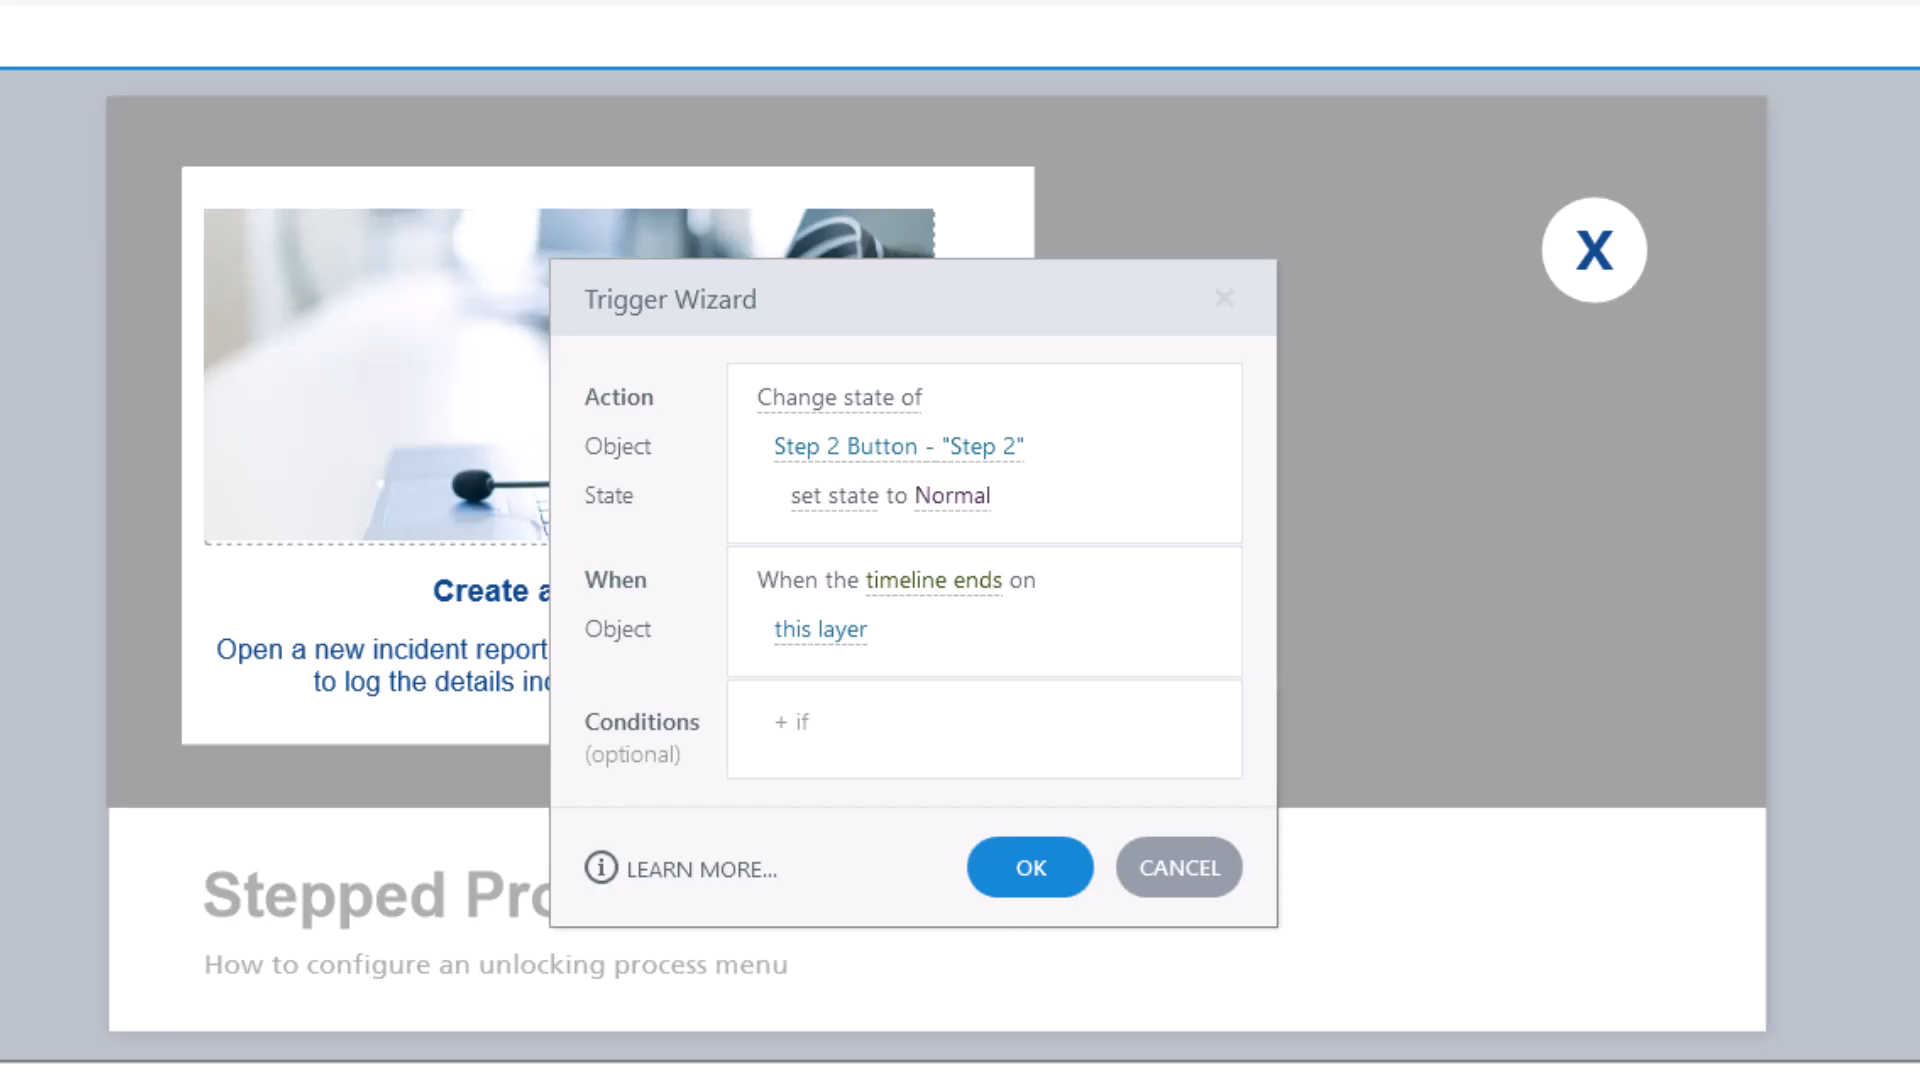 X
Trigger Wizard
Action
Change state of
Object
Step 2 Button - "Step 2"
State
set state to Normal
When
When the timeline ends on
Object
this layer
Conditions
(optional)
+ if
LEARN MORE...
OK
CANCEL
Create
Open a new incident report
to log the details
Stepped
How to configure an unlocking process menu